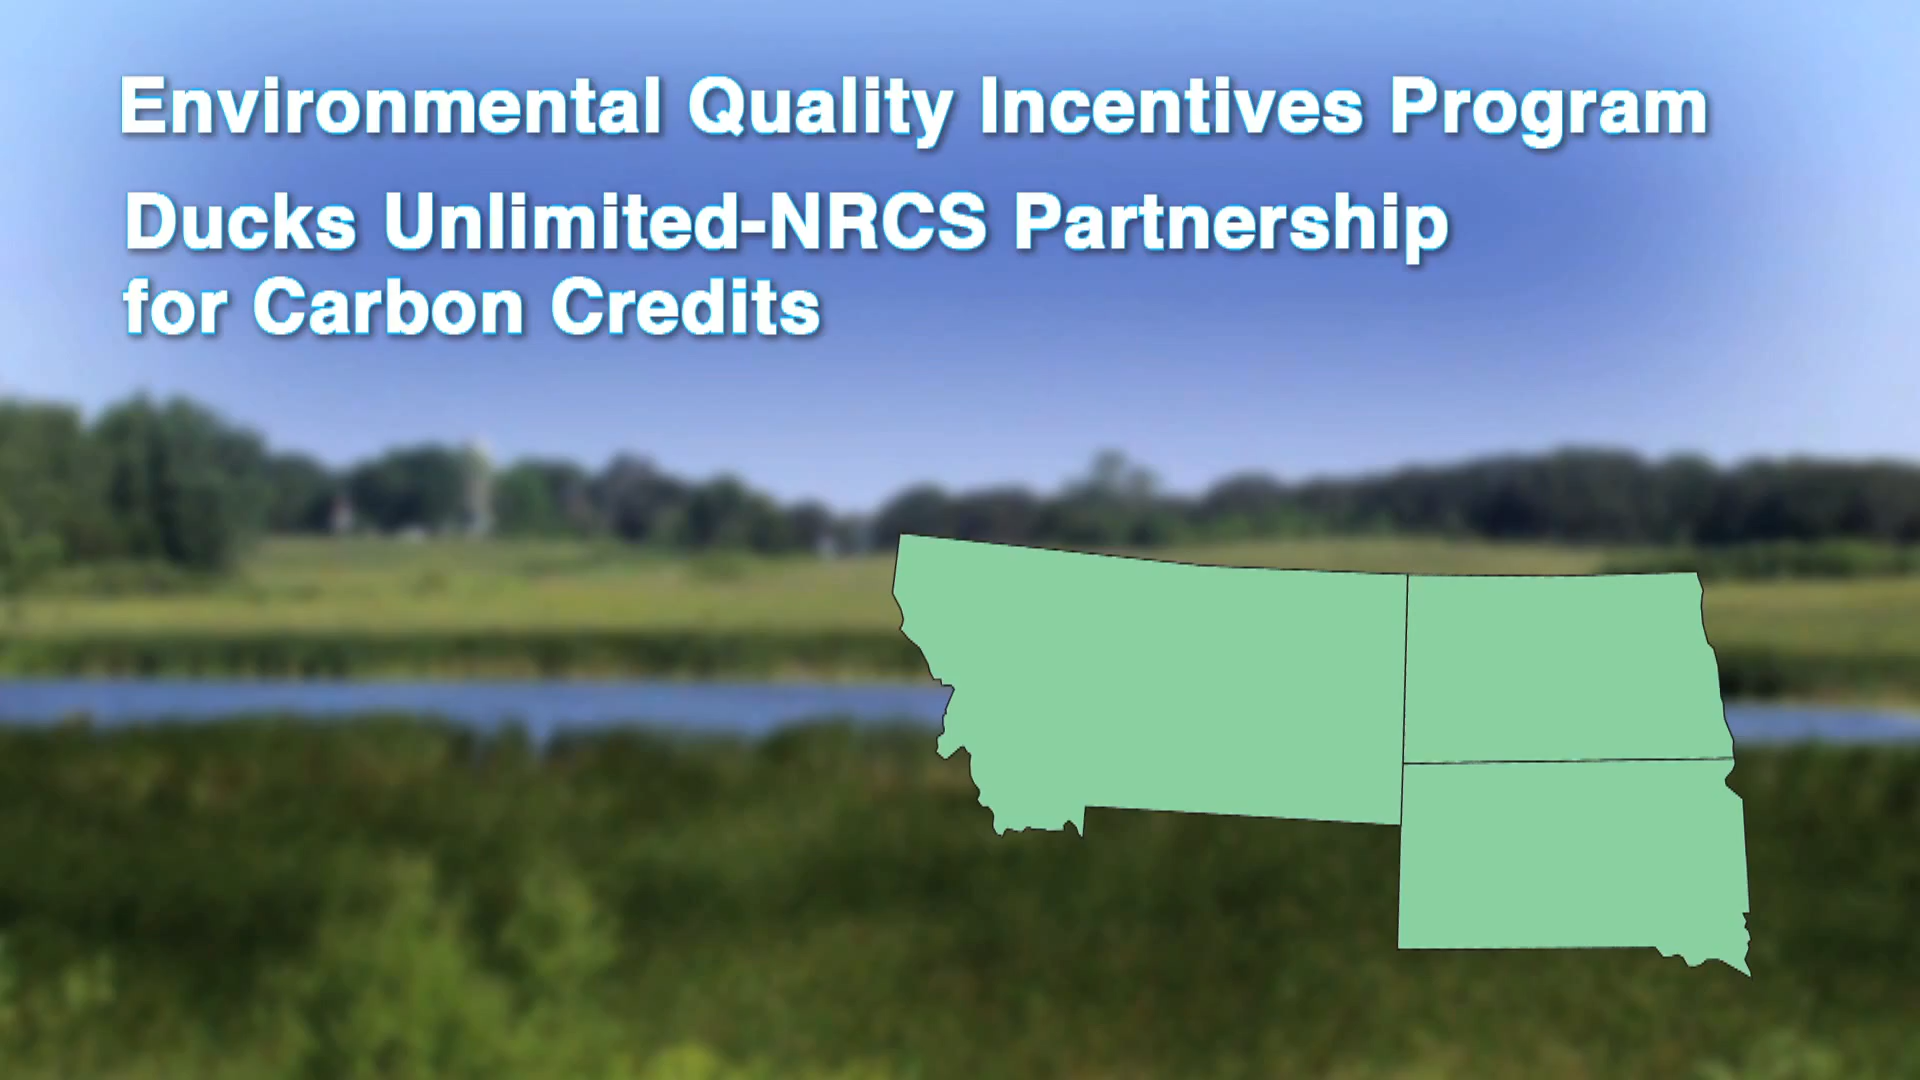 Environmental Quality Incentives Program
Ducks Unlimited-NRCS Partnership
for Carbon Credits